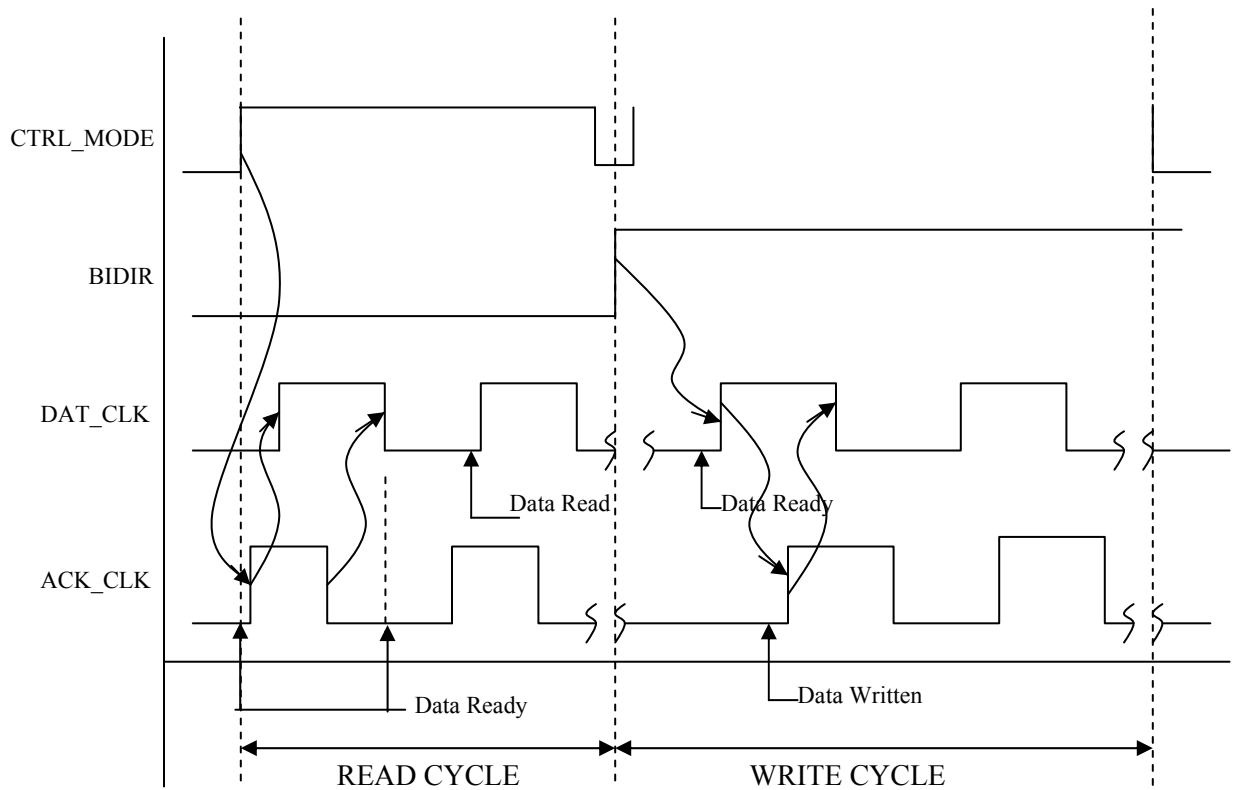 CTRL_MODE
BIDIR
DAT_CLK
Data Read
Data Ready
ACK_CLK
Data Ready
Data Written
READ CYCLE
WRITE CYCLE